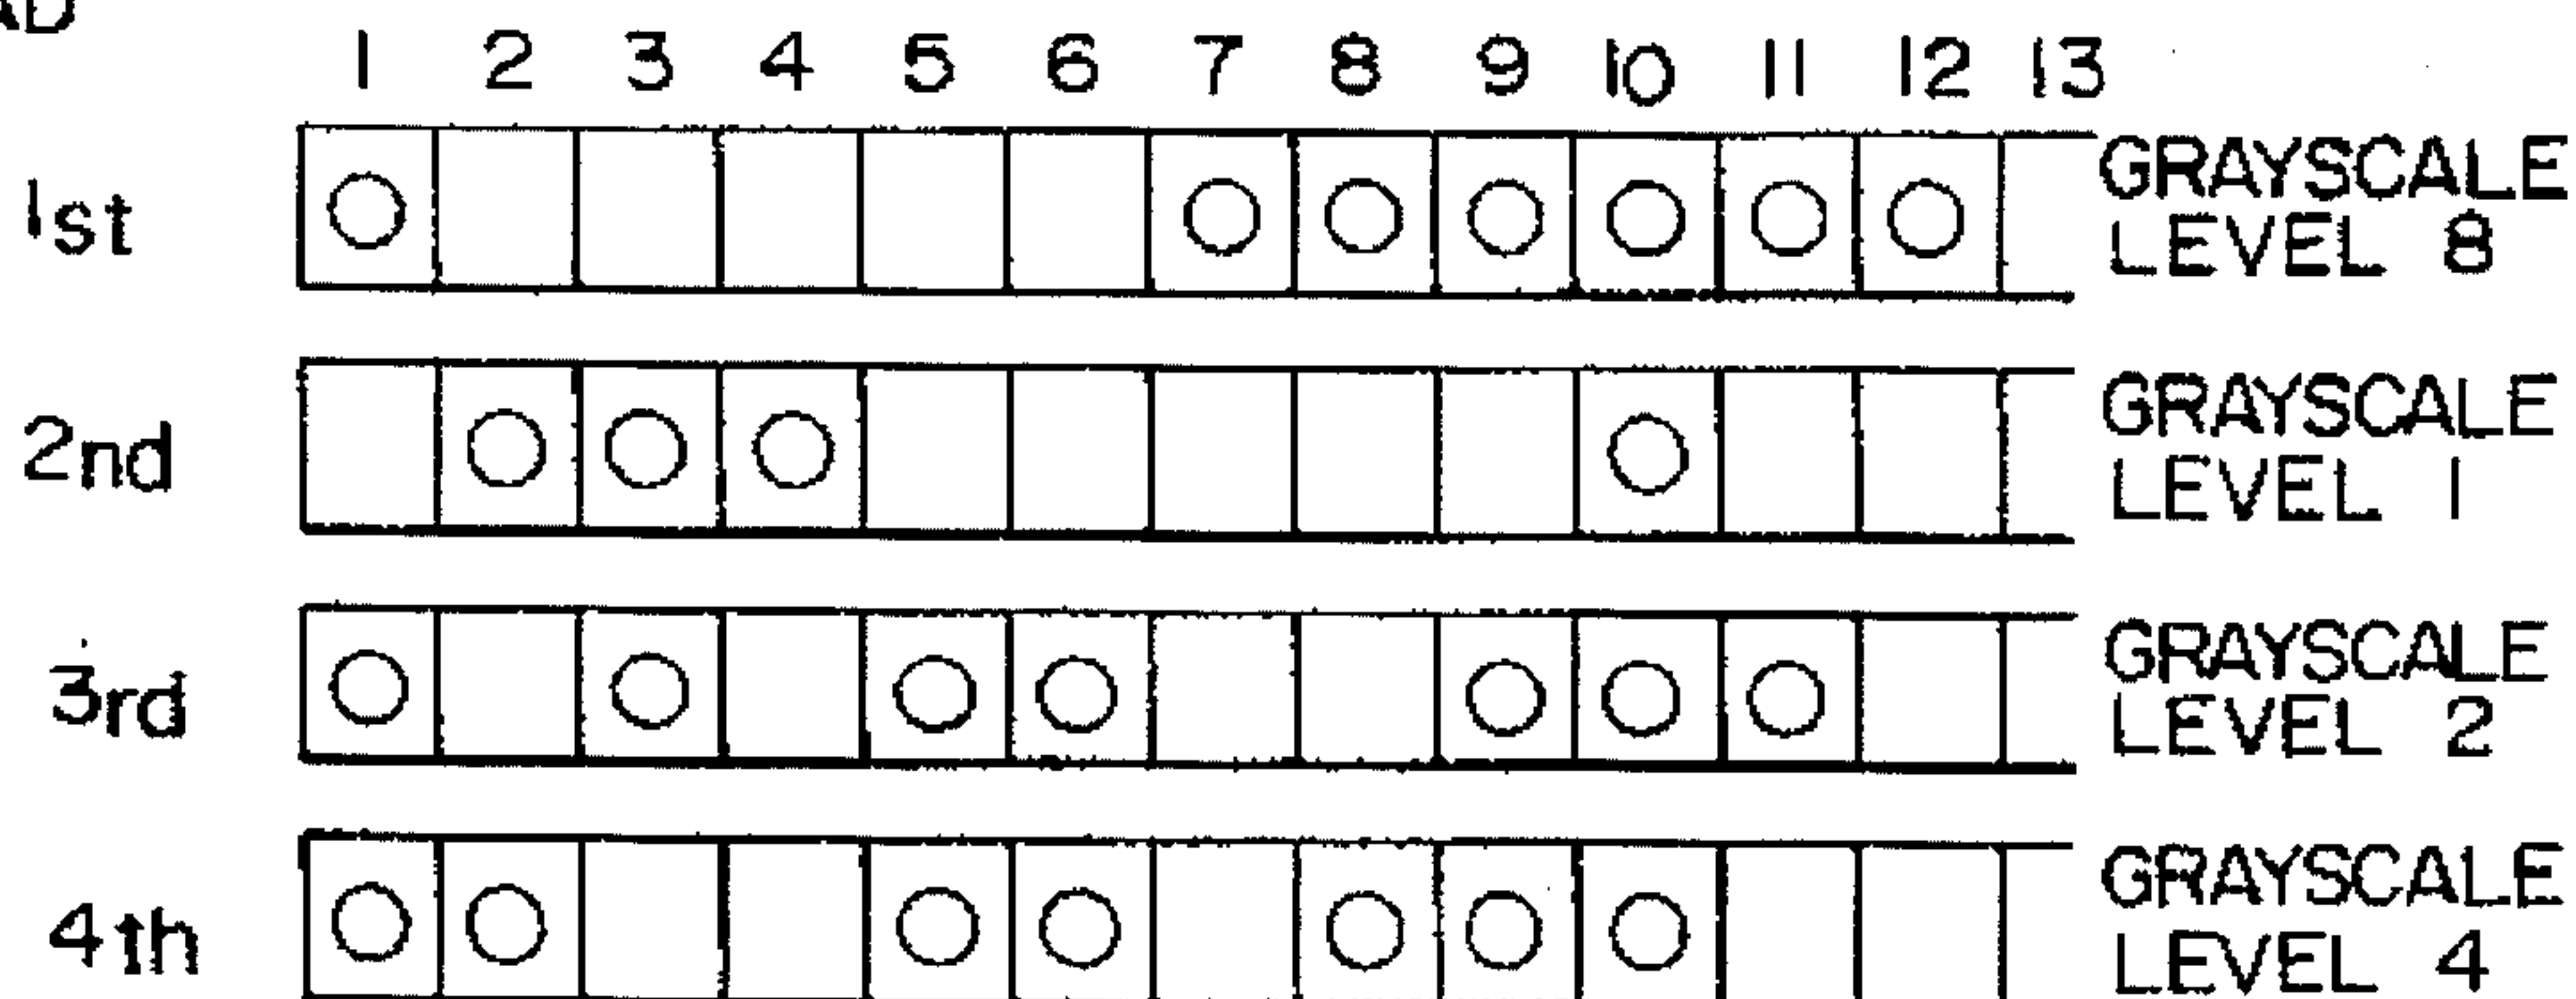 1 2 3 4 5 6 7 8 9 10 11 12 13
1st GRAYSCALE
LEVEL 8
2nd GRAYSCALE
LEVEL 1
3rd GRAYSCALE
LEVEL 2
4th GRAYSCALE
LEVEL 4